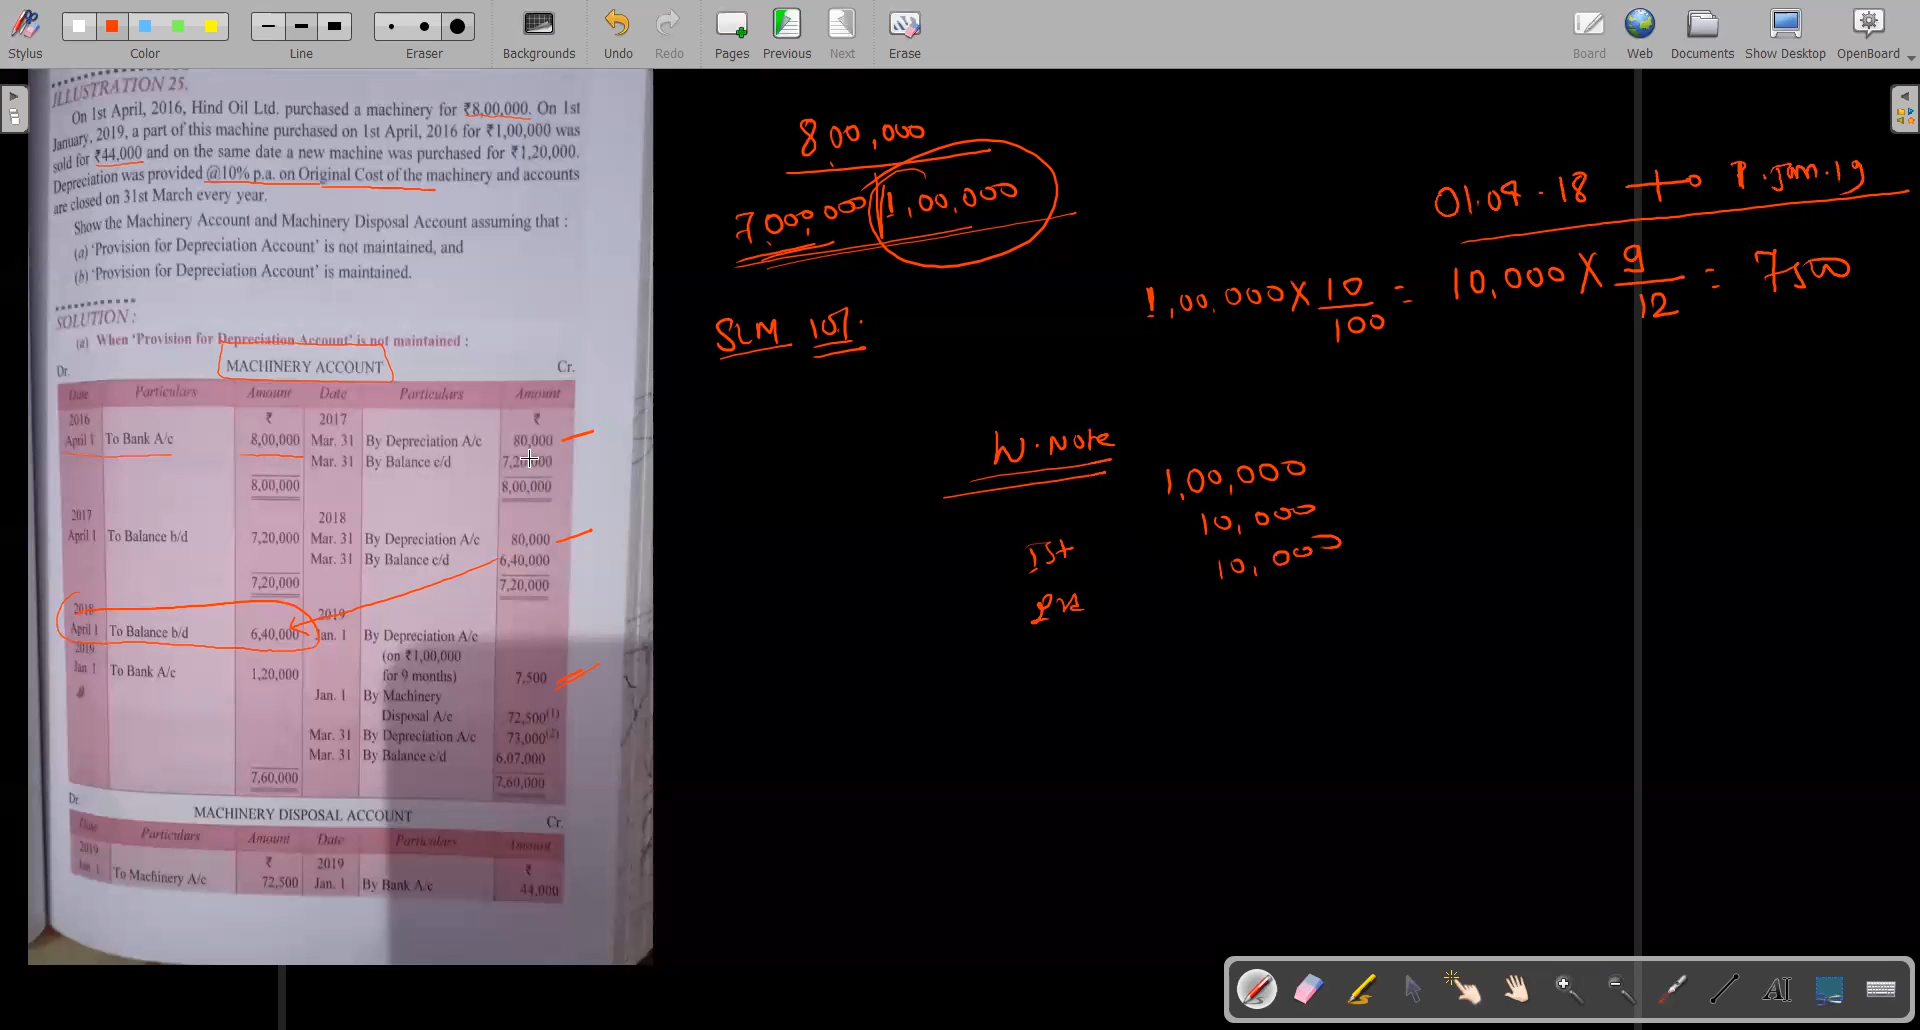 Stylus
Color
Line
Eraser
Backgrounds
Undo
Redo
Pages
Previous
Next
Erase
Board
Web
Documents
Show Desktop
OpenBoard
ILLUSTRATION 25.
On 1st April, 2016, Hind Oil Ltd. purchased a machinery for ₹8,00,000. On 1st
January, 2019, a part of this machine purchased on 1st April, 2016 for ₹1,00,000 was
sold for ₹44,000 and on the same date a new machine was purchased for ₹1,20,000.
Depreciation was provided @10% p.a. on Original Cost of the machinery and accounts
are closed on 31st March every year.
Show the Machinery Account and Machinery Disposal Account assuming that :
(a) 'Provision for Depreciation Account' is not maintained, and
(b) 'Provision for Depreciation Account' is maintained.
SOLUTION :
(a) When 'Provision for Depreciation Account' is not maintained :
Dr. MACHINERY ACCOUNT Cr.
Date Particulars Amount Date Particulars Amount
2016 ₹ 2017 ₹
April 1 To Bank A/c 8,00,000 Mar. 31 By Depreciation A/c 80,000
Mar. 31 By Balance c/d 7,20,000
8,00,000 8,00,000
2017 2018
April 1 To Balance b/d 7,20,000 Mar. 31 By Depreciation A/c 80,000
Mar. 31 By Balance c/d 6,40,000
7,20,000 7,20,000
2018 2019
April 1 To Balance b/d 6,40,000 Jan. 1 By Depreciation A/c
2019 (on ₹1,00,000
Jan 1 To Bank A/c 1,20,000 for 9 months) 7,500
Jan. 1 By Machinery
Disposal A/c 72,500(1)
Mar. 31 By Depreciation A/c 73,000(2)
Mar. 31 By Balance c/d 6,07,000
7,60,000 7,60,000
Dr. MACHINERY DISPOSAL ACCOUNT Cr.
Date Particulars Amount Date Particulars Amount
2019 ₹ 2019 ₹
Jan. 1 To Machinery A/c 72,500 Jan. 1 By Bank A/c 44,000
8,00,000
7,00,000 1,00,000
SLM 10%.
01.04.18 to 1.Jan.19
1,00,000 X 10/100 = 10,000 X 9/12 = 7500
W.Note
1,00,000
10,000
Ist 10,000